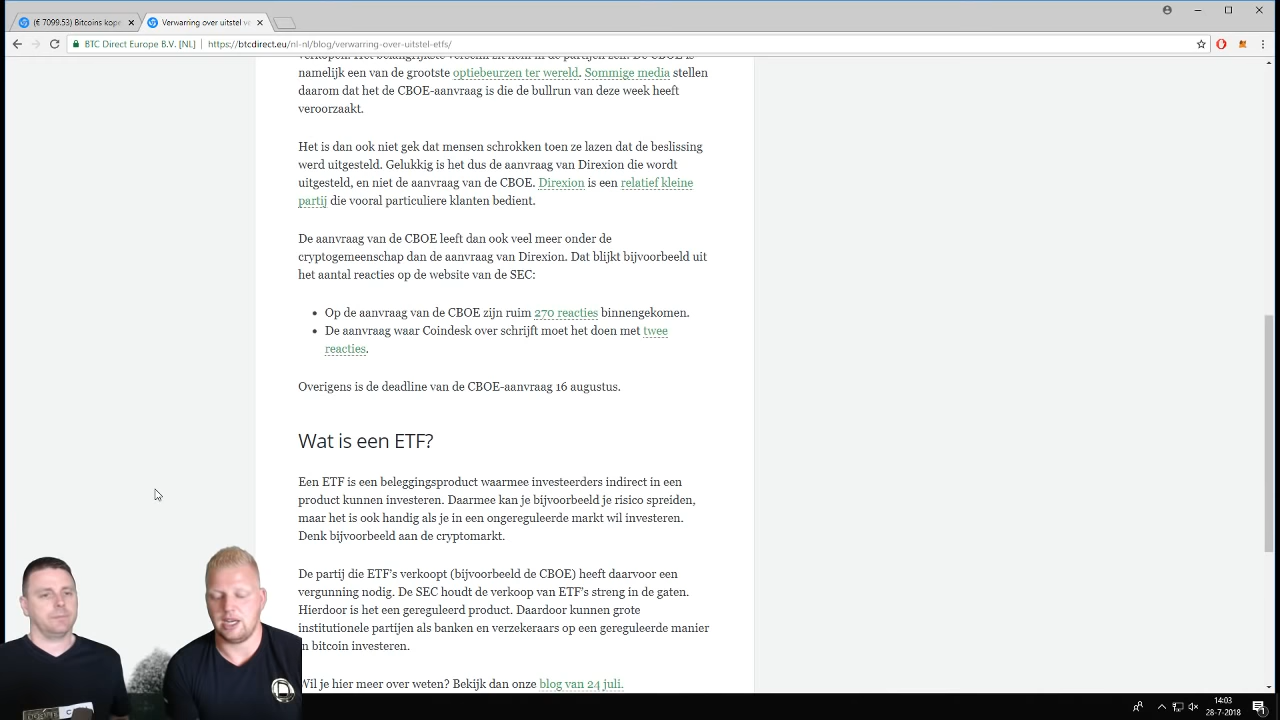 (€ 7099.53) Bitcoins kope
Verwarring over uitstel ve
BTC Direct Europe B.V. [NL]
https://btcdirect.eu/nl-nl/blog/verwarring-over-uitstel-etfs/
namelijk een van de grootste optiebeurzen ter wereld. Sommige media stellen
daarom dat het de CBOE-aanvraag is die de bullrun van deze week heeft
veroorzaakt.
Het is dan ook niet gek dat mensen schrokken toen ze lazen dat de beslissing
werd uitgesteld. Gelukkig is het dus de aanvraag van Direxion die wordt
uitgesteld, en niet de aanvraag van de CBOE. Direxion is een relatief kleine
partij die vooral particuliere klanten bedient.
De aanvraag van de CBOE leeft dan ook veel meer onder de
cryptogemeenschap dan de aanvraag van Direxion. Dat blijkt bijvoorbeeld uit
het aantal reacties op de website van de SEC:
• Op de aanvraag van de CBOE zijn ruim 270 reacties binnengekomen.
• De aanvraag waar Coindesk over schrijft moet het doen met twee
reacties.
Overigens is de deadline van de CBOE-aanvraag 16 augustus.
Wat is een ETF?
Een ETF is een beleggingsproduct waarmee investeerders indirect in een
product kunnen investeren. Daarmee kan je bijvoorbeeld je risico spreiden,
maar het is ook handig als je in een ongereguleerde markt wil investeren.
Denk bijvoorbeeld aan de cryptomarkt.
De partij die ETF's verkoopt (bijvoorbeeld de CBOE) heeft daarvoor een
vergunning nodig. De SEC houdt de verkoop van ETF's streng in de gaten.
Hierdoor is het een gereguleerd product. Daardoor kunnen grote
institutionele partijen als banken en verzekeraars op een gereguleerde manier
in bitcoin investeren.
Wil je hier meer over weten? Bekijk dan onze blog van 24 juli.
14:03
28-7-2018